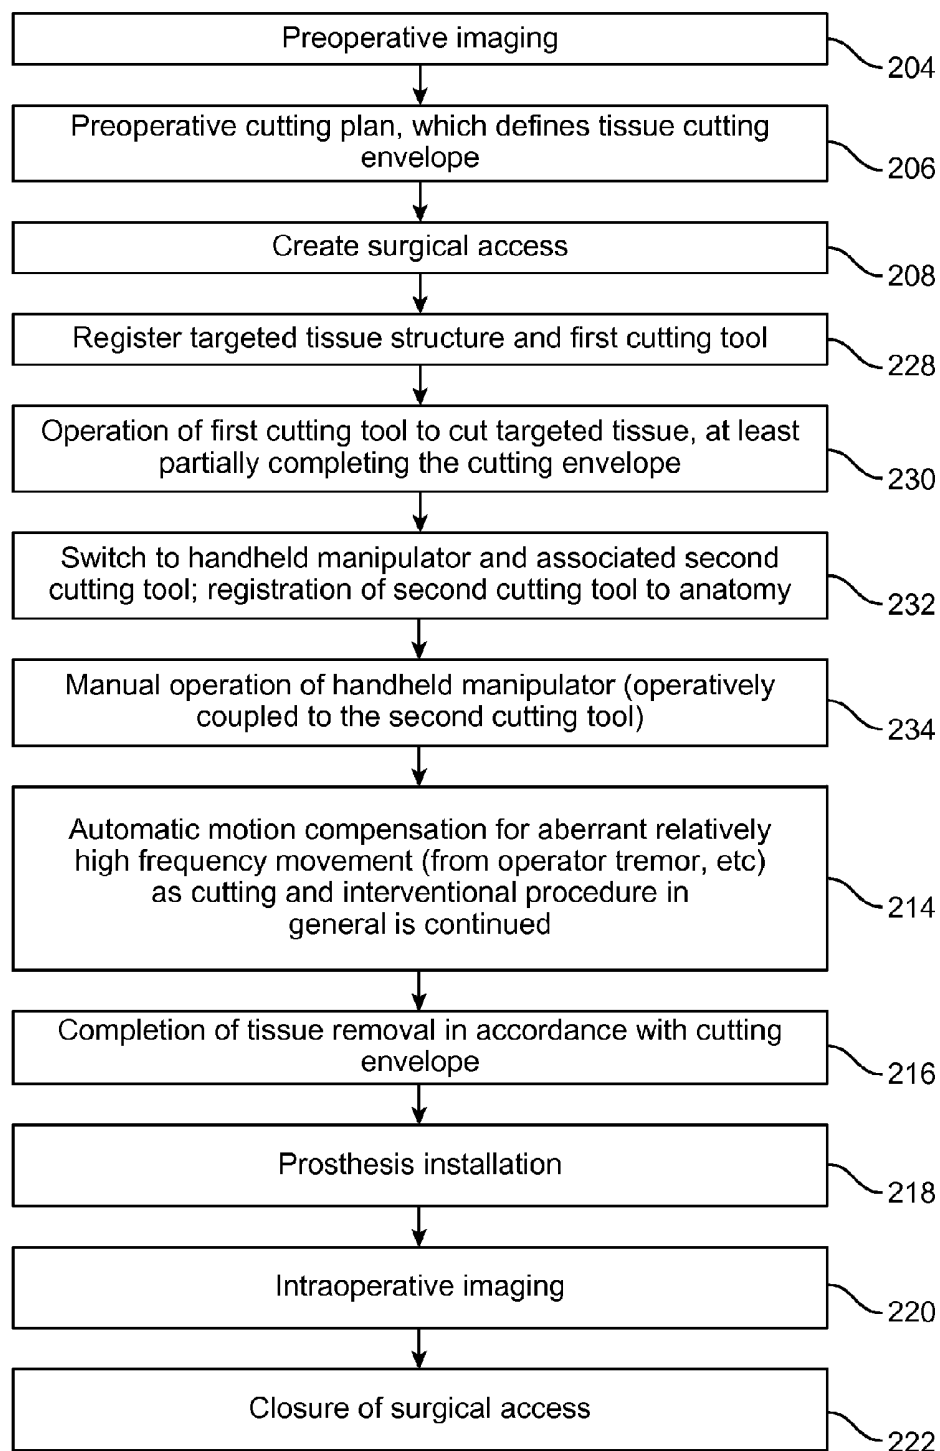 Preoperative imaging
204
Preoperative cutting plan, which defines tissue cutting
envelope
206
Create surgical access
208
Register targeted tissue structure and first cutting tool
228
Operation of first cutting tool to cut targeted tissue, at least
partially completing the cutting envelope
230
Switch to handheld manipulator and associated second
cutting tool; registration of second cutting tool to anatomy
232
Manual operation of handheld manipulator (operatively
coupled to the second cutting tool)
234
Automatic motion compensation for aberrant relatively
high frequency movement (from operator tremor, etc)
as cutting and interventional procedure in
general is continued
214
Completion of tissue removal in accordance with cutting
envelope
216
Prosthesis installation
218
Intraoperative imaging
220
Closure of surgical access
222